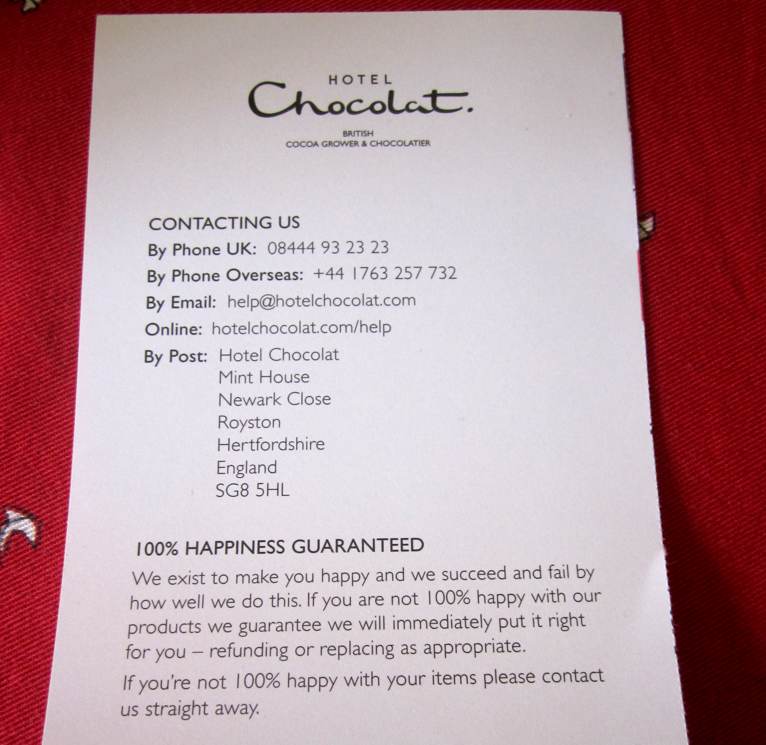 HOTEL
Chocolat.
BRITISH
COCOA GROWER & CHOCOLATIER
CONTACTING US
By Phone UK: 08444 93 23 23
By Phone Overseas: +44 1763 257 732
By Email: help@hotelchocolat.com
Online: hotelchocolat.com/help
By Post: Hotel Chocolat
Mint House
Newark Close
Royston
Hertfordshire
England
SG8 5HL
100% HAPPINESS GUARANTEED
We exist to make you happy and we succeed and fail by
how well we do this. If you are not 100% happy with our
products we guarantee we will immediately put it right
for you – refunding or replacing as appropriate.
If you're not 100% happy with your items please contact
us straight away.